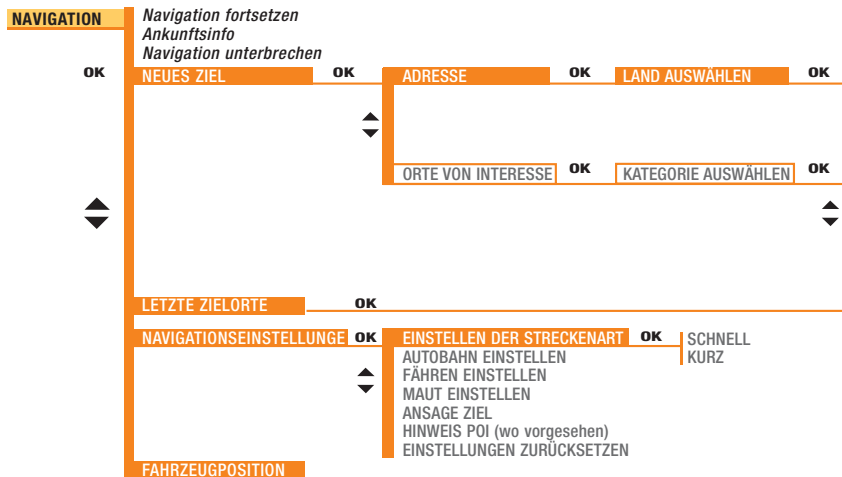 NAVIGATION
Navigation fortsetzen
Ankunftsinfo
Navigation unterbrechen
OK
NEUES ZIEL OK ADRESSE OK LAND AUSWÄHLEN OK
ORTE VON INTERESSE OK KATEGORIE AUSWÄHLEN OK
LETZTE ZIELORTE OK
NAVIGATIONSEINSTELLUNGE OK EINSTELLEN DER STRECKENART OK SCHNELL
AUTOBAHN EINSTELLEN KURZ
FÄHREN EINSTELLEN
MAUT EINSTELLEN
ANSAGE ZIEL
HINWEIS POI (wo vorgesehen)
EINSTELLUNGEN ZURÜCKSETZEN
FAHRZEUGPOSITION